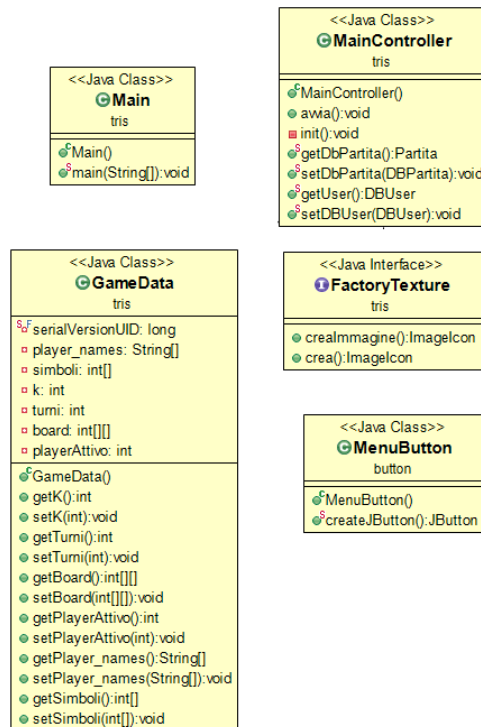 <<Java Class>>
Main
tris
Main()
main(String[]):void
<<Java Class>>
MainController
tris
MainController()
avvia():void
init():void
getDbPartita():Partita
setDbPartita(DBPartita):void
getUser():DBUser
setDBUser(DBUser):void
<<Java Class>>
GameData
tris
serialVersionUID: long
player_names: String[]
simboli: int[]
k: int
turni: int
board: int[][]
playerAttivo: int
GameData()
getK():int
setK(int):void
getTurni():int
setTurni(int):void
getBoard():int[][]
setBoard(int[][]):void
getPlayerAttivo():int
setPlayerAttivo(int):void
getPlayer_names():String[]
setPlayer_names(String[]):void
getSimboli():int[]
setSimboli(int[]):void
<<Java Interface>>
FactoryTexture
tris
creaImmagine():ImageIcon
crea():ImageIcon
<<Java Class>>
MenuButton
button
MenuButton()
createJButton():JButton